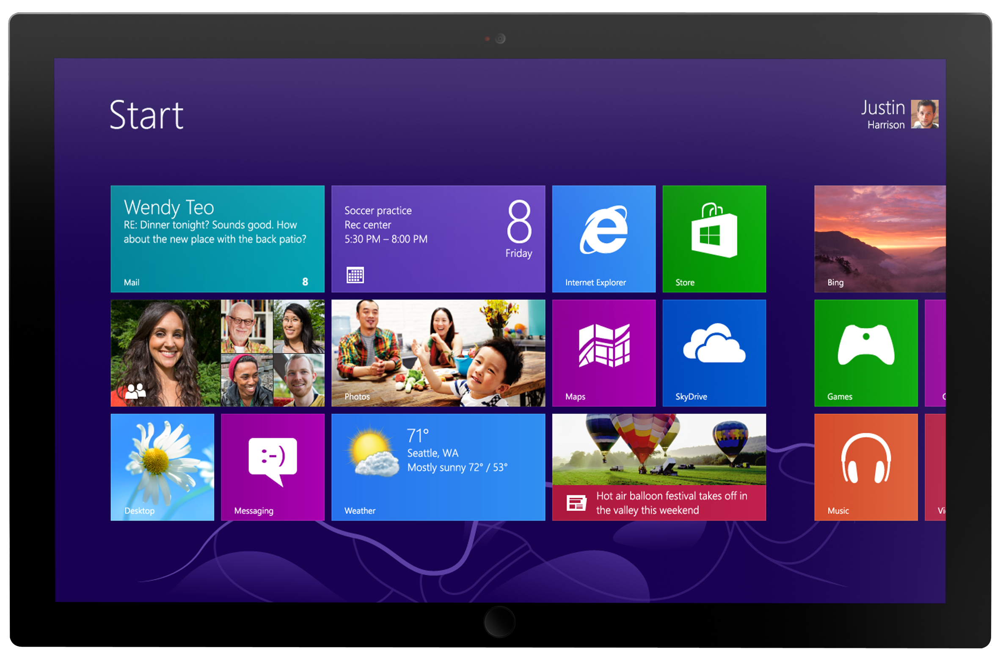 Start
Justin
Harrison
Wendy Teo
RE: Dinner tonight? Sounds good. How
about the new place with the back patio?
Mail
8
Soccer practice
Rec center
5:30 PM – 8:00 PM
8
Friday
Internet Explorer
Store
Bing
Photos
Maps
SkyDrive
Games
Desktop
:-)
Messaging
71°
Seattle, WA
Mostly sunny 72° / 53°
Weather
Hot air balloon festival takes off in
the valley this weekend
Music